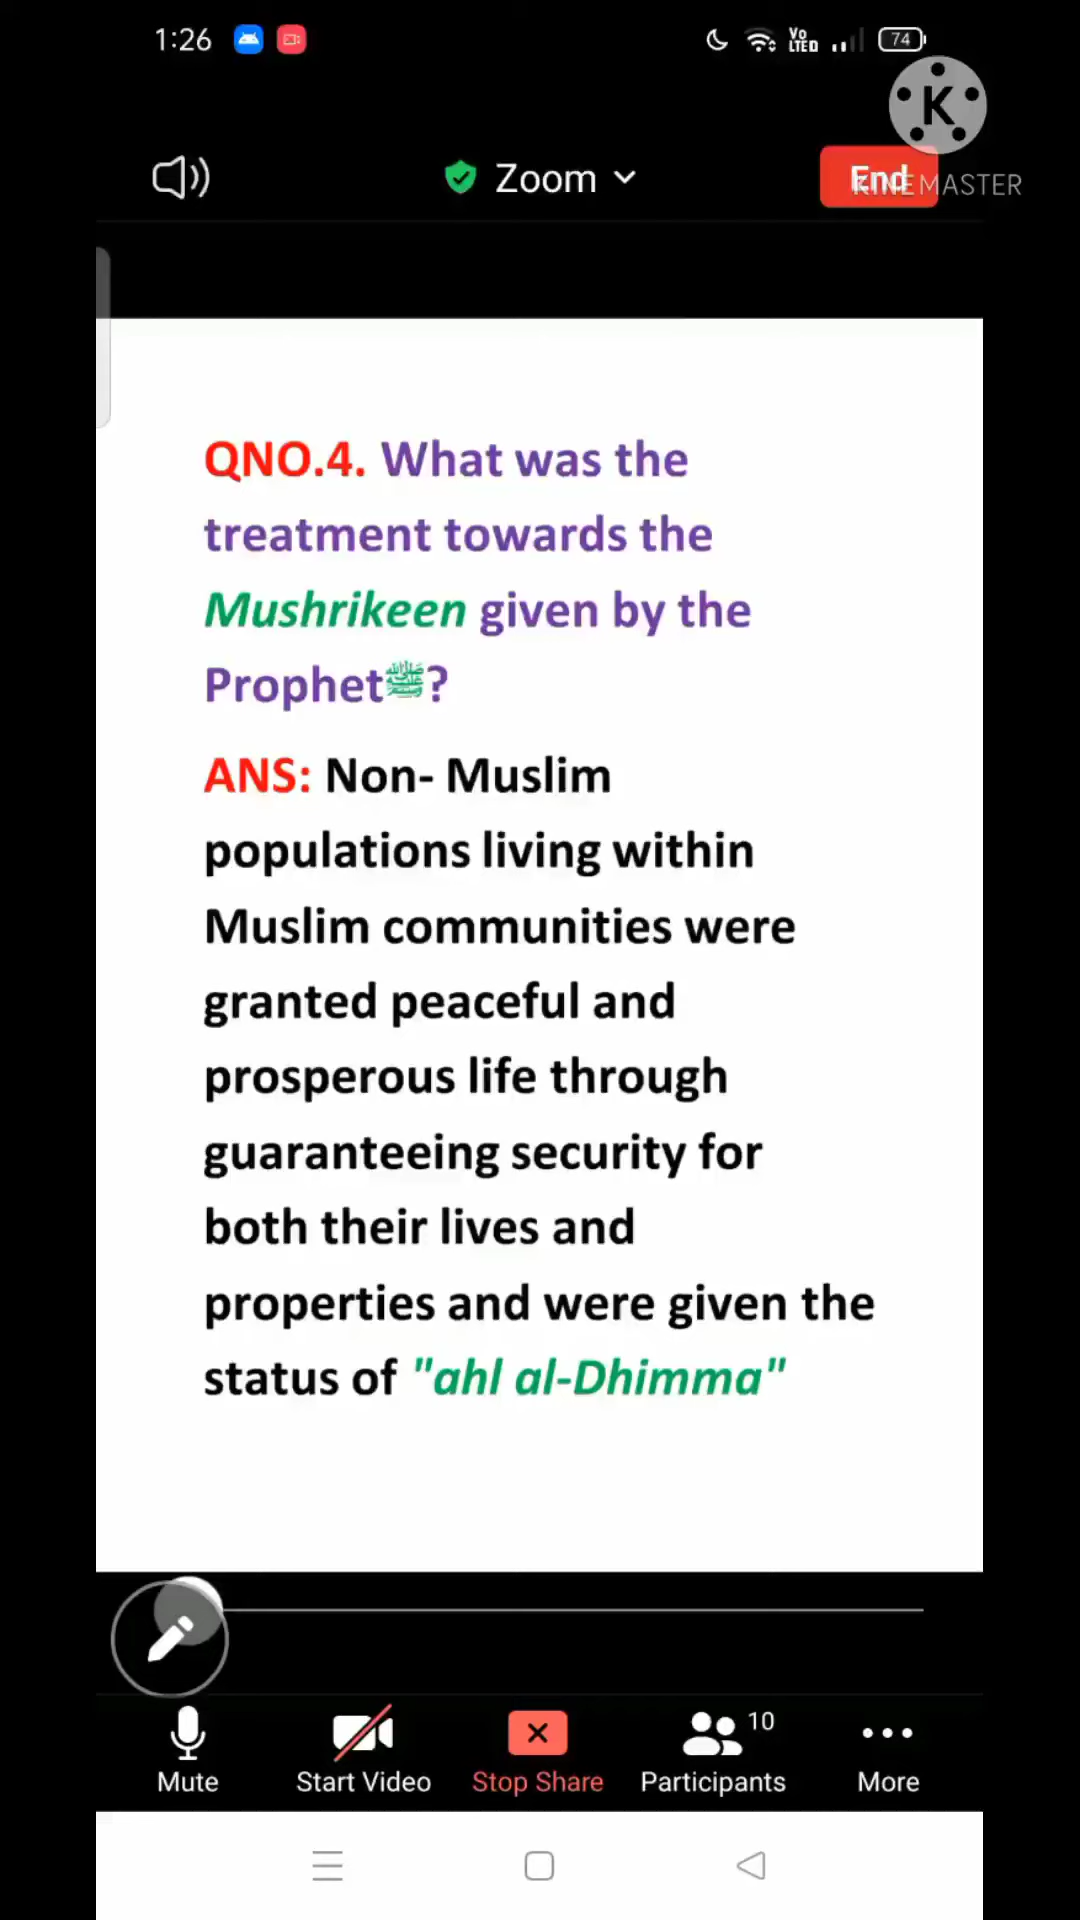 1:26
Vo
LTED
74
K
KINEMASTER
Zoom
End
QNO.4. What was the
treatment towards the
Mushrikeen given by the
Prophetﷺ?
ANS: Non- Muslim
populations living within
Muslim communities were
granted peaceful and
prosperous life through
guaranteeing security for
both their lives and
properties and were given the
status of "ahl al-Dhimma"
10
Mute
Start Video
Stop Share
Participants
More